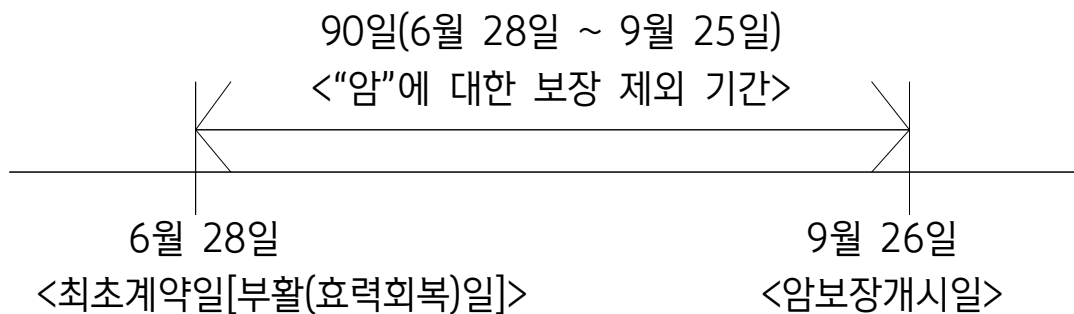 90일(6월 28일 ~ 9월 25일)
<“암”에 대한 보장 제외 기간>
6월 28일
<최초계약일[부활(효력회복)일]>
9월 26일
<암보장개시일>